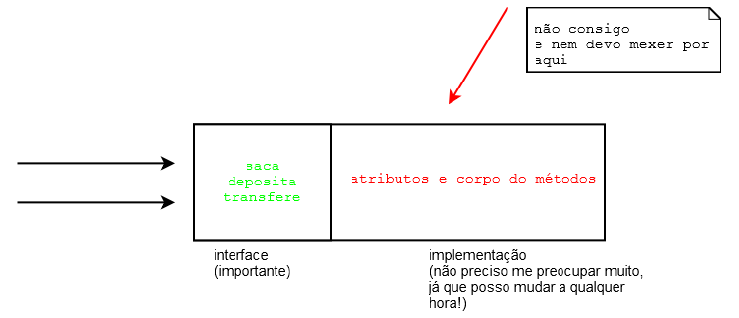 não consigo
e nem devo mexer por
aqui
saca
deposita
transfere
atributos e corpo do métodos
interface
(importante)
implementação
(não preciso me preocupar muito,
já que posso mudar a qualquer
hora!)